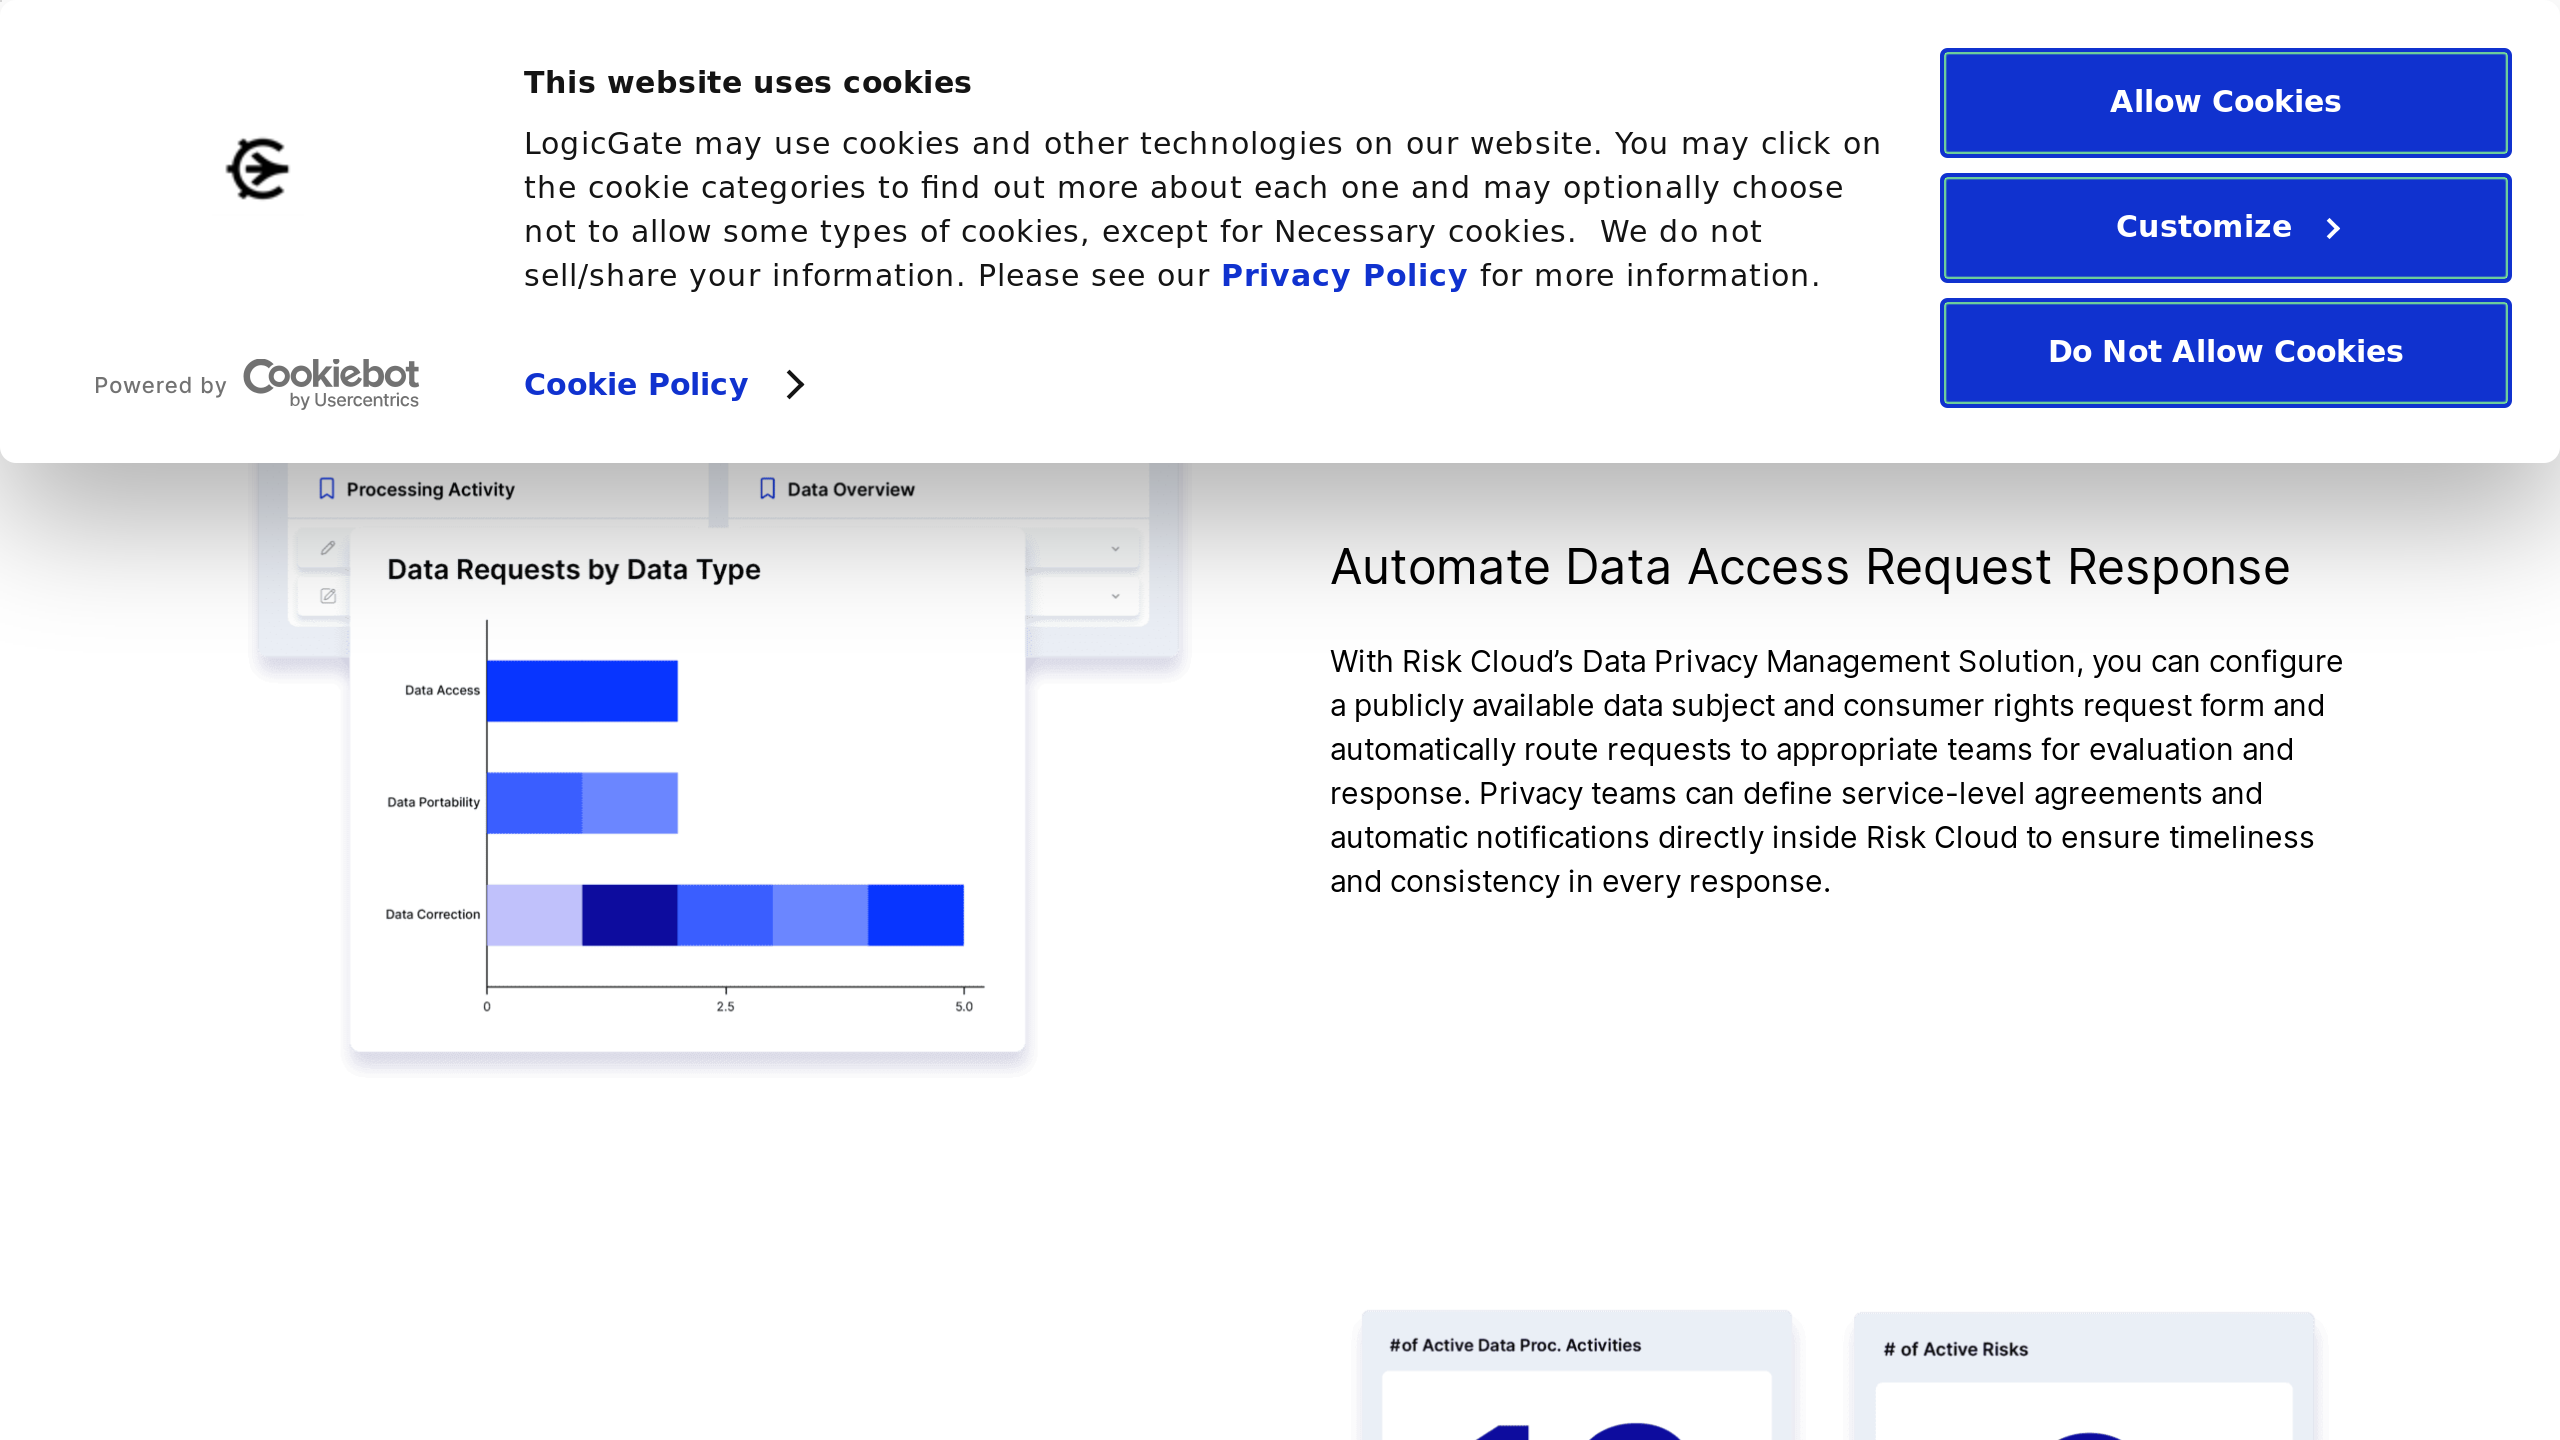 This website uses cookies
LogicGate may use cookies and other technologies on our website. You may click on
the cookie categories to find out more about each one and may optionally choose
not to allow some types of cookies, except for Necessary cookies.  We do not
sell/share your information. Please see our Privacy Policy for more information.
Cookie Policy
Powered by Cookiebot
by Usercentrics
Allow Cookies
Customize
Do Not Allow Cookies
Processing Activity
Data Overview
Data Requests by Data Type
Data Access
Data Portability
Data Correction
0 2.5 5.0
Automate Data Access Request Response
With Risk Cloud’s Data Privacy Management Solution, you can configure
a publicly available data subject and consumer rights request form and
automatically route requests to appropriate teams for evaluation and
response. Privacy teams can define service-level agreements and
automatic notifications directly inside Risk Cloud to ensure timeliness
and consistency in every response.
#of Active Data Proc. Activities
# of Active Risks